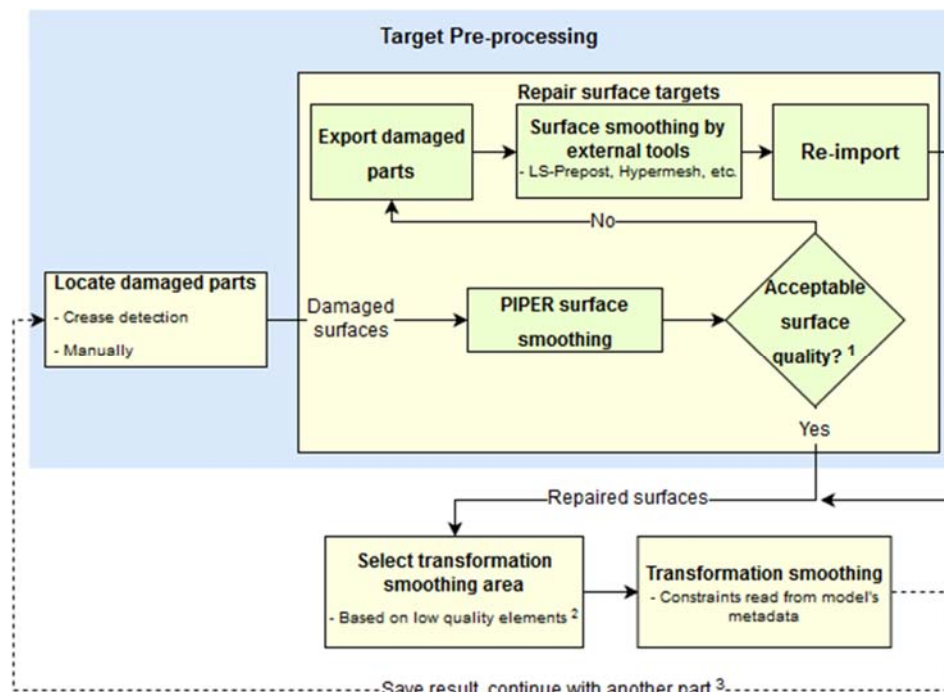 Target Pre-processing
Repair surface targets
Export damaged
parts
Surface smoothing by
external tools
- LS-Prepost, Hypermesh, etc.
Re-import
No
Locate damaged parts
- Crease detection
- Manually
Damaged
surfaces
PIPER surface
smoothing
Acceptable
surface
quality? 1
Yes
Repaired surfaces
Select transformation
smoothing area
- Based on low quality elements 2
Transformation smoothing
- Constraints read from model's
metadata
Save result, continue with another part 3